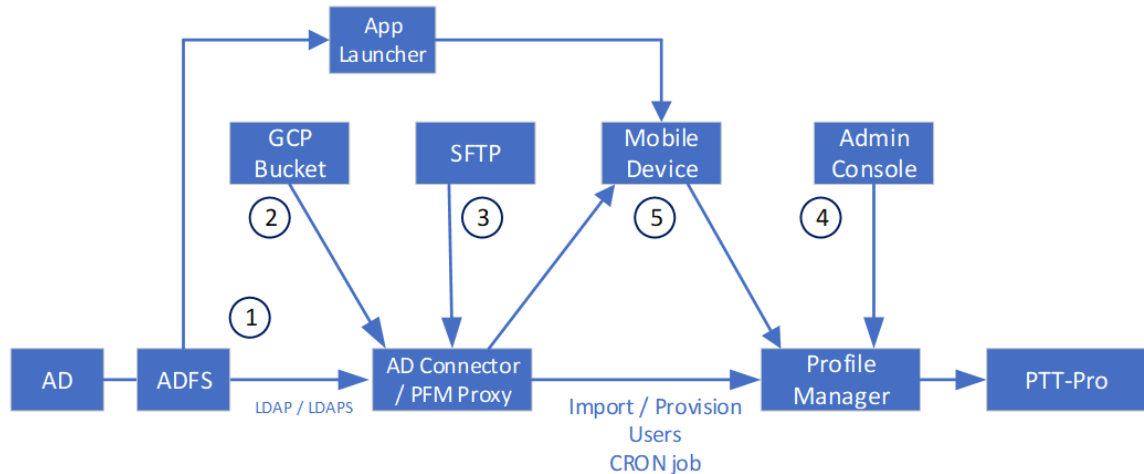 App
Launcher
GCP
Bucket
SFTP
Mobile
Device
Admin
Console
2
3
5
4
1
AD
ADFS
LDAP / LDAPS
AD Connector
/ PFM Proxy
Import / Provision
Users
CRON job
Profile
Manager
PTT-Pro